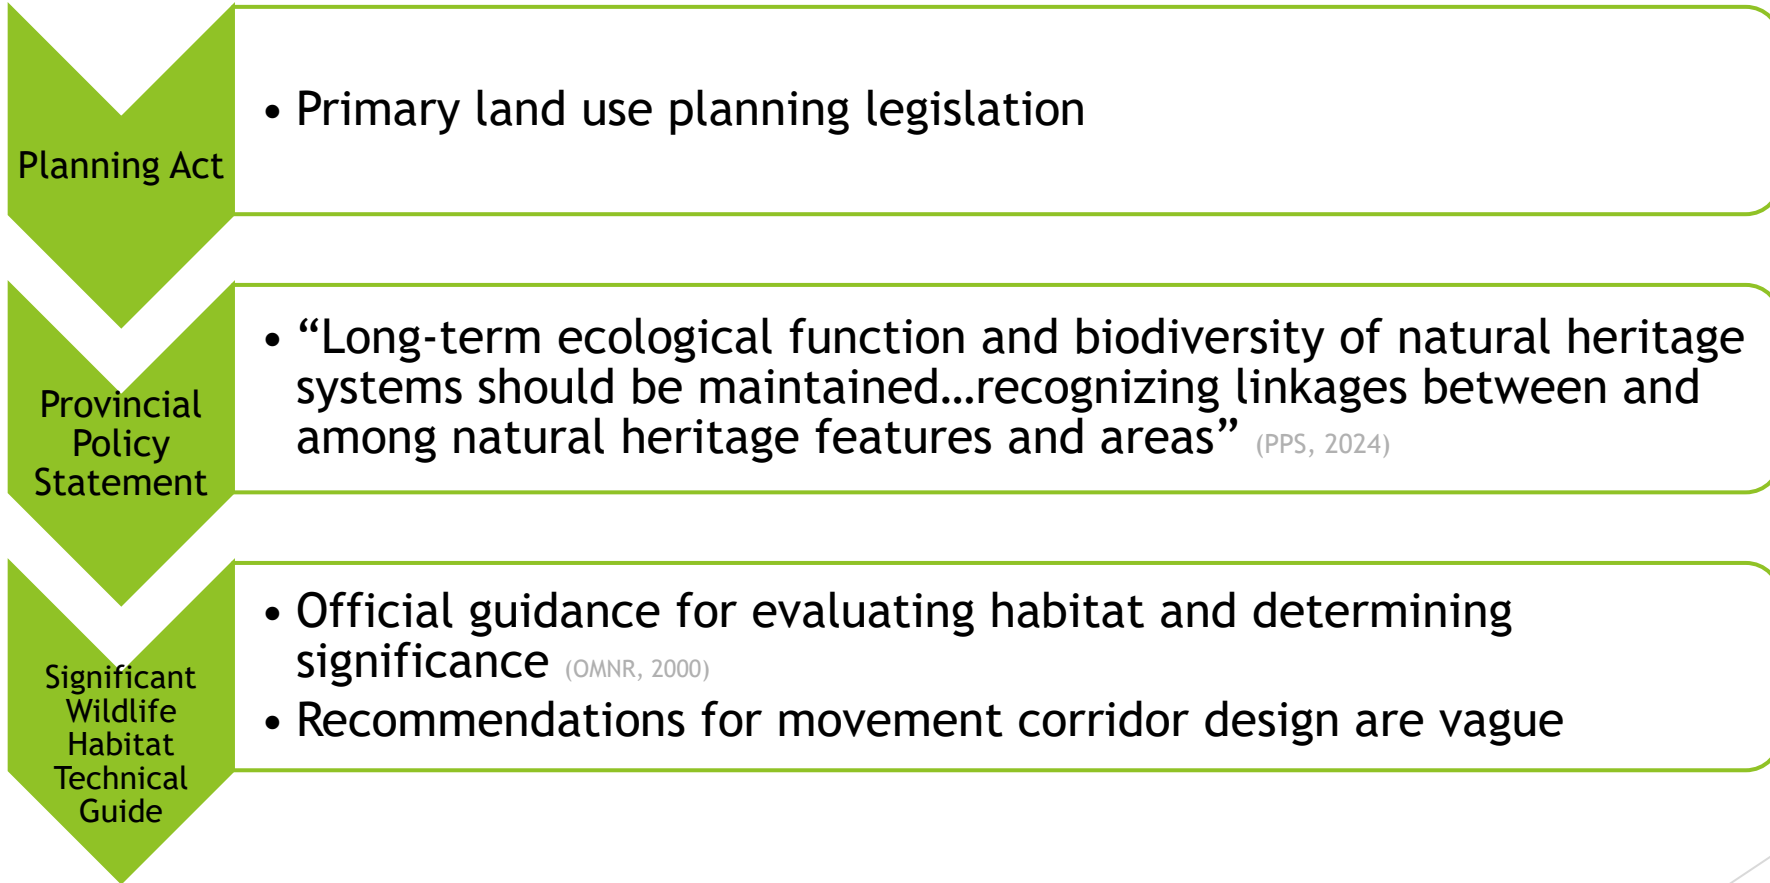 Planning Act
• Primary land use planning legislation
Provincial
Policy
Statement
• “Long-term ecological function and biodiversity of natural heritage
systems should be maintained…recognizing linkages between and
among natural heritage features and areas” (PPS, 2024)
Significant
Wildlife
Habitat
Technical
Guide
• Official guidance for evaluating habitat and determining
significance (OMNR, 2000)
• Recommendations for movement corridor design are vague